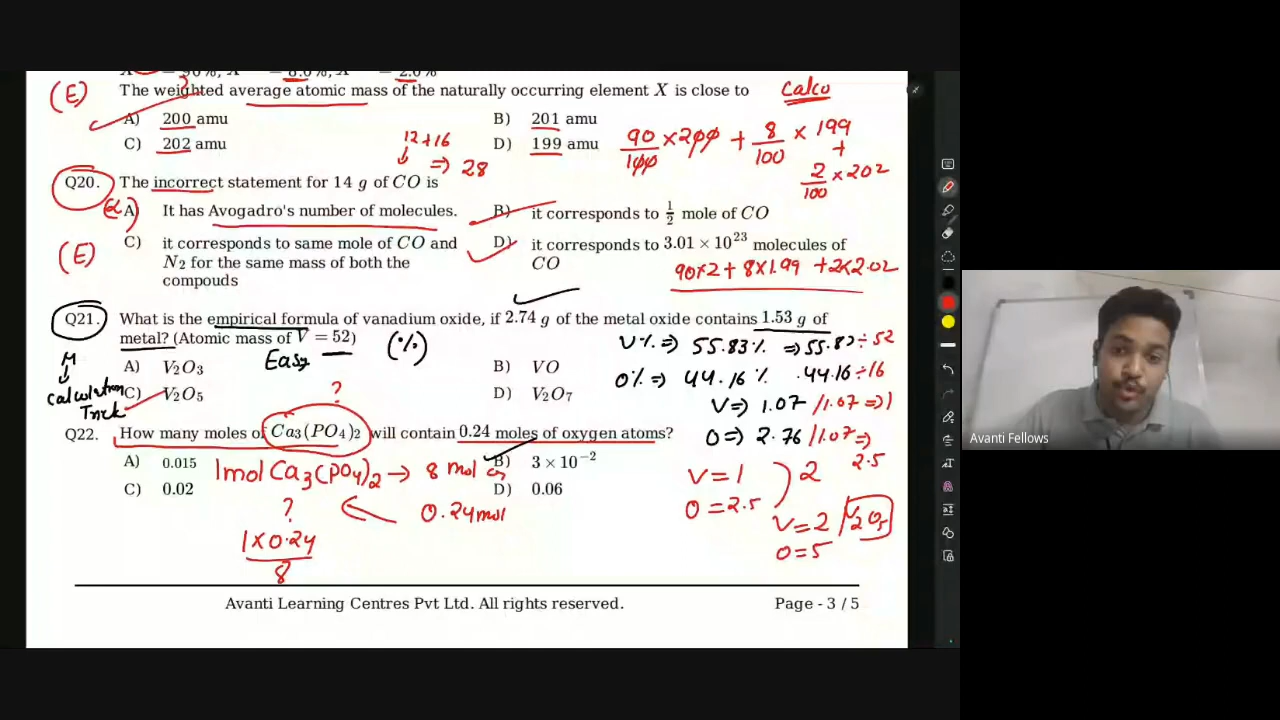 The weighted average atomic mass of the naturally occurring element X is close to
Calcu
(E)
A) 200 amu
B) 201 amu
C) 202 amu
D) 199 amu
90/100 × 200 + 8/100 × 199
+
2/100 × 202
12+16
⇒ 28
Q20. The incorrect statement for 14 g of CO is
A) It has Avogadro's number of molecules.
B) it corresponds to 1/2 mole of CO
(E)
C) it corresponds to same mole of CO and
N₂ for the same mass of both the
compouds
D) it corresponds to 3.01 × 10²³ molecules of
CO
90×2 + 8×1.99 + 2×2.02
Q21. What is the empirical formula of vanadium oxide, if 2.74 g of the metal oxide contains 1.53 g of
metal? (Atomic mass of V = 52)
Easy
(%)
M
calculation
Trick
A) V₂O₃
B) VO
C) V₂O₅
D) V₂O₇
V% ⇒ 55.83% ⇒ 55.83 ÷ 52
O% ⇒ 44.16% 44.16 ÷ 16
V ⇒ 1.07 /1.07 ⇒ 1
O ⇒ 2.76 /1.07 ⇒
2.5
V = 1
O = 2.5
) 2
V = 2
O = 5
V₂O₅
?
Q22. How many moles of Ca₃(PO₄)₂ will contain 0.24 moles of oxygen atoms?
A) 0.015
B) 3 × 10⁻²
C) 0.02
D) 0.06
1mol Ca₃(PO₄)₂ → 8 mol
? 0.24mol
1×0.24
8
Avanti Learning Centres Pvt Ltd. All rights reserved.
Page - 3 / 5
Avanti Fellows